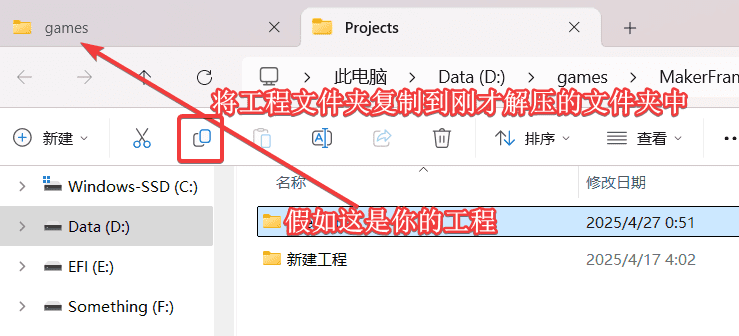 games
Projects
此电脑 Data (D:) games MakerFram
将工程文件夹复制到刚才解压的文件夹中
新建 排序 查看
名称 修改日期
Windows-SSD (C:)
Data (D:)
EFI (E:)
Something (F:)
假如这是你的工程 2025/4/27 0:51
新建工程 2025/4/17 4:02